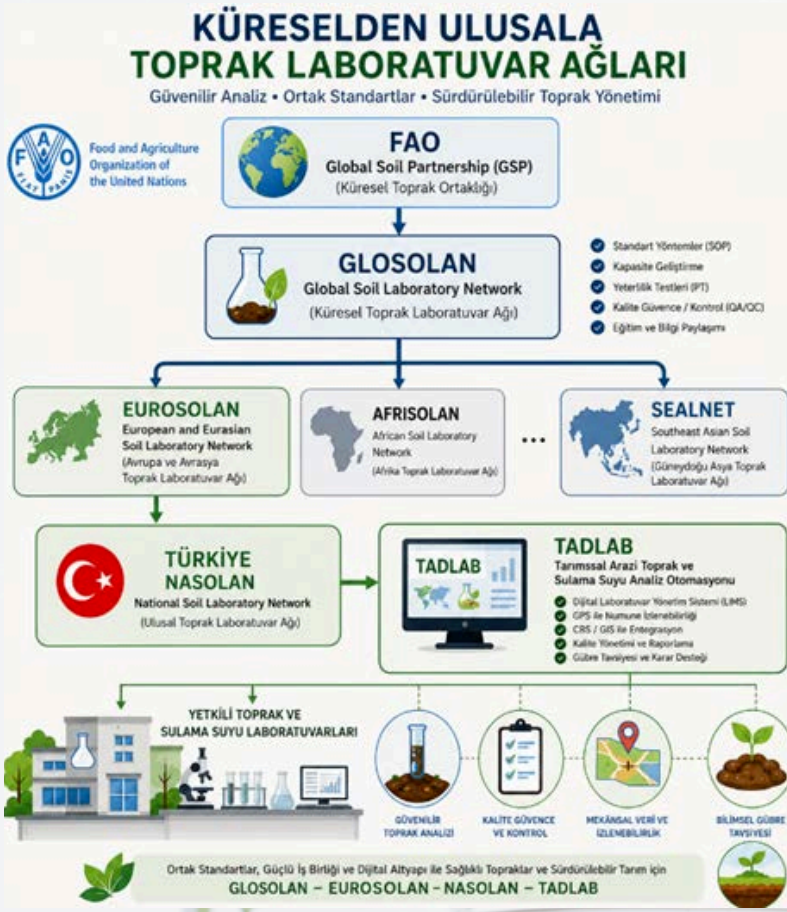 KÜRESELDEN ULUSALA
TOPRAK LABORATUVAR AĞLARI
Güvenilir Analiz • Ortak Standartlar • Sürdürülebilir Toprak Yönetimi
F A O
FIAT PANIS
Food and Agriculture
Organization of
the United Nations
FAO
Global Soil Partnership (GSP)
(Küresel Toprak Ortaklığı)
GLOSOLAN
Global Soil Laboratory Network
(Küresel Toprak Laboratuvar Ağı)
Standart Yöntemler (SOP)
Kapasite Geliştirme
Yeterlilik Testleri (PT)
Kalite Güvence / Kontrol (QA/QC)
Eğitim ve Bilgi Paylaşımı
EUROSOLAN
European and Eurasian
Soil Laboratory Network
(Avrupa ve Avrasya
Toprak Laboratuvar Ağı)
AFRISOLAN
African Soil Laboratory
Network
(Afrika Toprak Laboratuvar Ağı)
...
SEALNET
Southeast Asian Soil
Laboratory Network
(Güneydoğu Asya Toprak
Laboratuvar Ağı)
TÜRKİYE
NASOLAN
National Soil Laboratory Network
(Ulusal Toprak Laboratuvar Ağı)
TADLAB
TADLAB
Tarımssal Arazi Toprak ve
Sulama Suyu Analiz Otomasyonu
Dijital Laboratuvar Yönetim Sistemi (LIMS)
GPS ile Numune İzlenebilirliği
CRS / GIS ile Entegrasyon
Kalite Yönetimi ve Raporlama
Gübre Tavsiyesi ve Karar Desteği
YETKİLİ TOPRAK VE
SULAMA SUYU LABORATUVARLARI
GÜVENİLİR
TOPRAK ANALİZİ
KALİTE GÜVENCE
VE KONTROL
MEKÂNSAL VERİ VE
İZLENEBİLİRLİK
BİLİMSEL GÜBRE
TAVSİYESİ
Ortak Standartlar, Güçlü İş Birliği ve Dijital Altyapı ile Sağlıklı Topraklar ve Sürdürülebilir Tarım için
GLOSOLAN – EUROSOLAN – NASOLAN – TADLAB